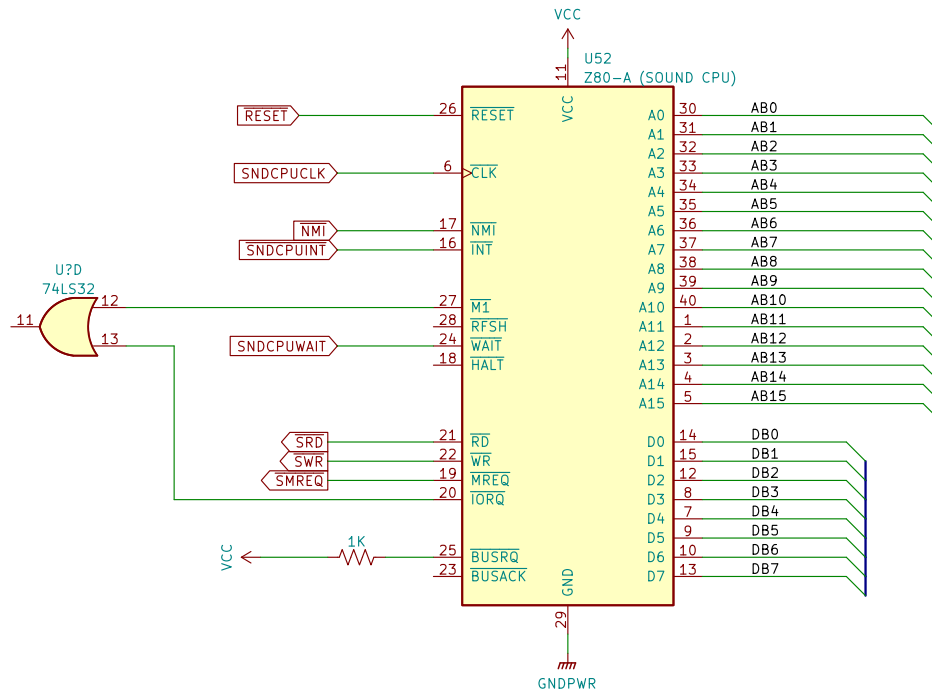 VCC
U52
Z80-A (SOUND CPU)
11
VCC
RESET 26 RESET A0 30 AB0
A1 31 AB1
A2 32 AB2
SNDCPUCLK 6 CLK A3 33 AB3
A4 34 AB4
A5 35 AB5
NMI 17 NMI A6 36 AB6
SNDCPUINT 16 INT A7 37 AB7
U?D
A8 38 AB8
74LS32
A9 39 AB9
12 27 M1 A10 40 AB10
11 28 RFSH A11 1 AB11
13 SNDCPUWAIT 24 WAIT A12 2 AB12
18 HALT A13 3 AB13
A14 4 AB14
A15 5 AB15
SRD 21 RD D0 14 DB0
SWR 22 WR D1 15 DB1
SMREQ 19 MREQ D2 12 DB2
20 IORQ D3 8 DB3
D4 7 DB4
1K
D5 9 DB5
VCC 25 BUSRQ D6 10 DB6
23 BUSACK D7 13 DB7
GND
29
GNDPWR